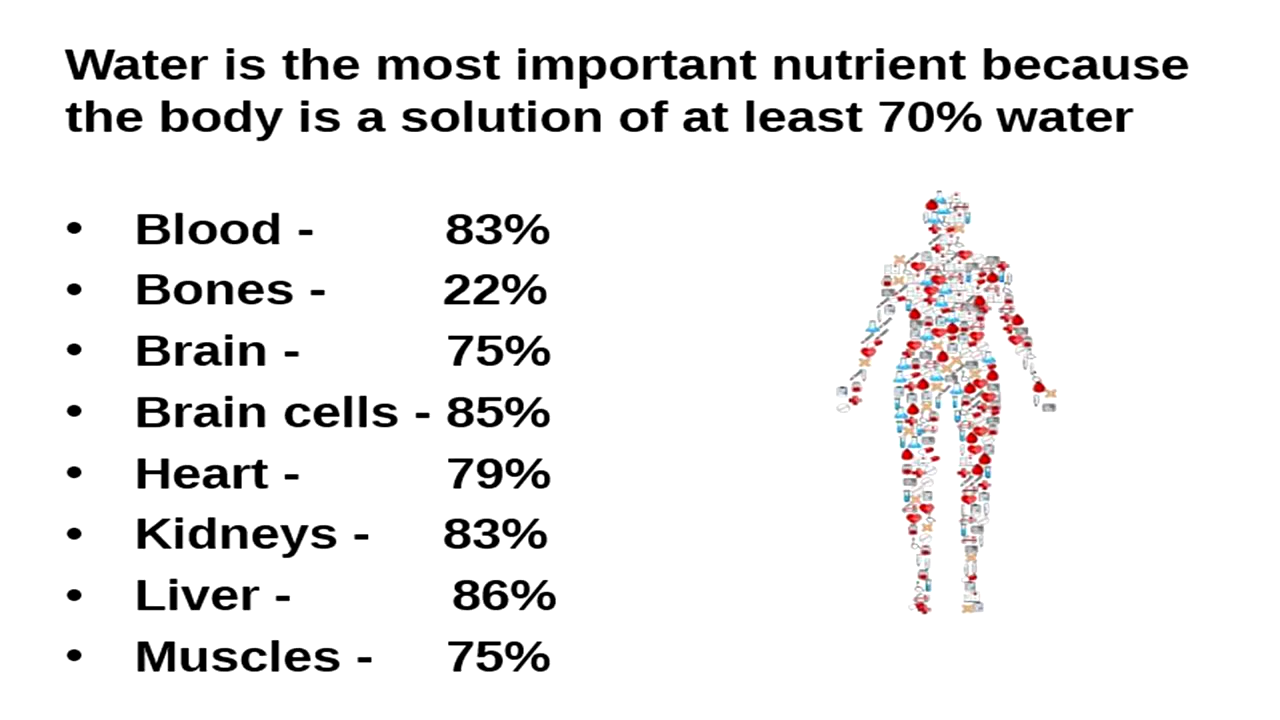 Water is the most important nutrient because
the body is a solution of at least 70% water
• Blood - 83%
• Bones - 22%
• Brain - 75%
• Brain cells - 85%
• Heart - 79%
• Kidneys - 83%
• Liver - 86%
• Muscles - 75%